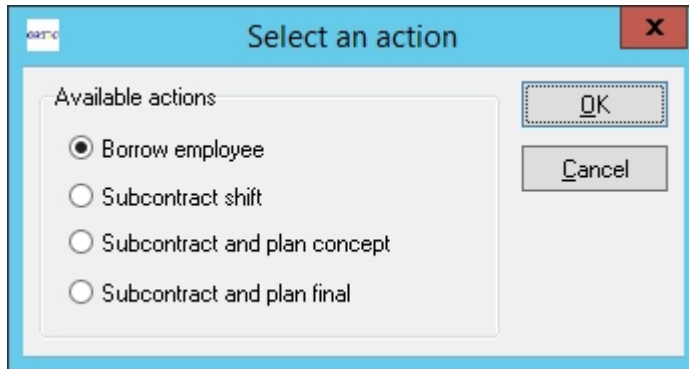 Select an action
x
Available actions
OK
Borrow employee
Cancel
Subcontract shift
Subcontract and plan concept
Subcontract and plan final